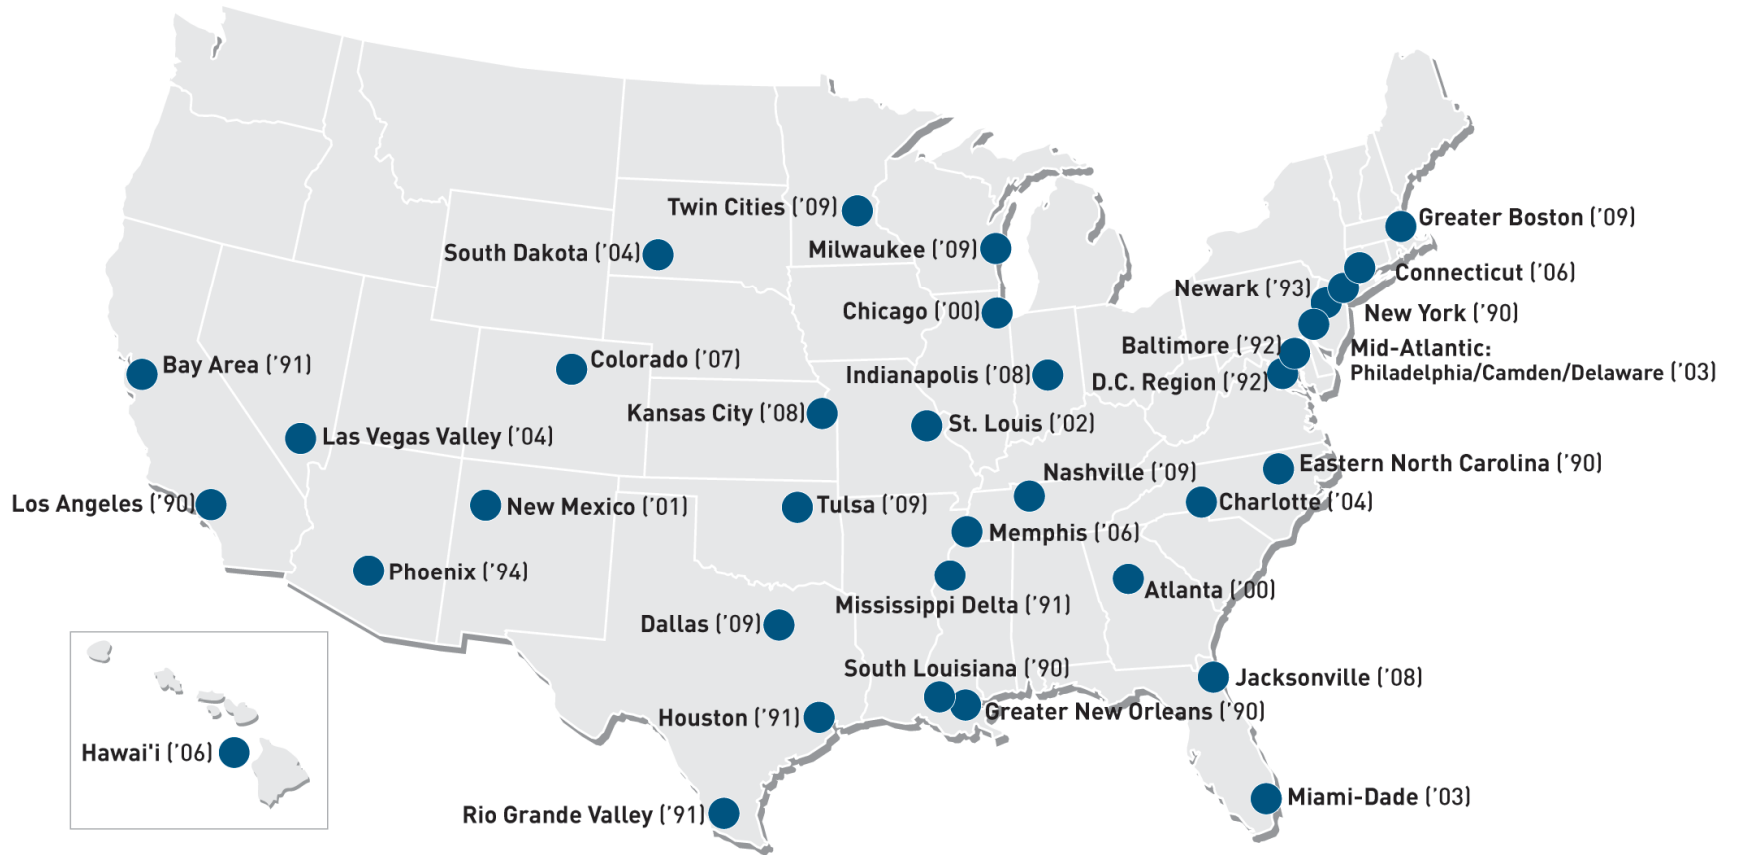 Twin Cities (’09)
Greater Boston (’09)
South Dakota (’04)
Milwaukee (’09)
Connecticut (’06)
Newark (’93)
Chicago (’00)
New York (’90)
Baltimore (’92)
Mid-Atlantic:
Philadelphia/Camden/Delaware (’03)
Bay Area (’91)
Colorado (’07)
Indianapolis (’08)
D.C. Region (’92)
Kansas City (’08)
St. Louis (’02)
Las Vegas Valley (’04)
Nashville (’09)
Eastern North Carolina (’90)
Los Angeles (’90)
New Mexico (’01)
Tulsa (’09)
Charlotte (’04)
Memphis (’06)
Phoenix (’94)
Atlanta (’00)
Mississippi Delta (’91)
Dallas (’09)
South Louisiana (’90)
Jacksonville (’08)
Houston (’91)
Greater New Orleans (’90)
Hawai'i (’06)
Rio Grande Valley (’91)
Miami-Dade (’03)